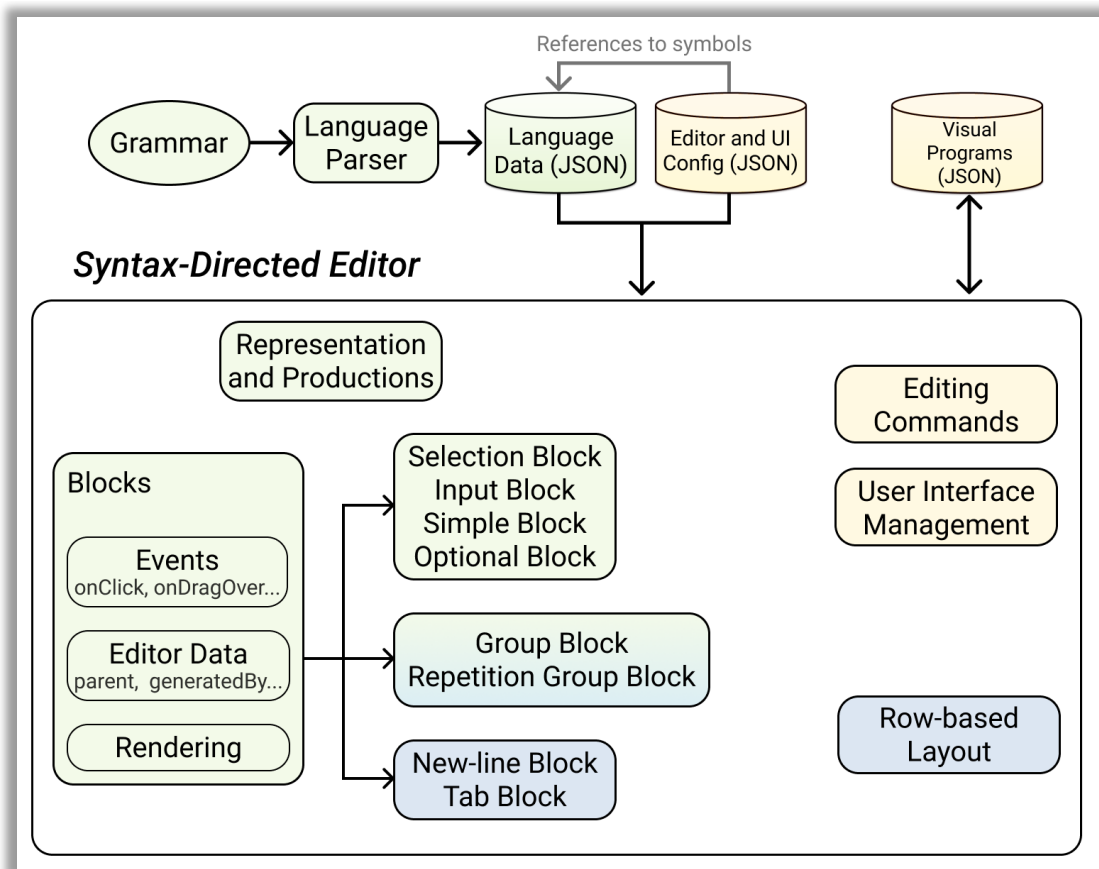 References to symbols
Grammar
Language
Parser
Language
Data (JSON)
Editor and UI
Config (JSON)
Visual
Programs
(JSON)
Syntax-Directed Editor
Representation
and Productions
Editing
Commands
Blocks
Selection Block
Input Block
Simple Block
Optional Block
User Interface
Management
Events
onClick, onDragOver...
Editor Data
parent, generatedBy...
Group Block
Repetition Group Block
Rendering
Row-based
Layout
New-line Block
Tab Block